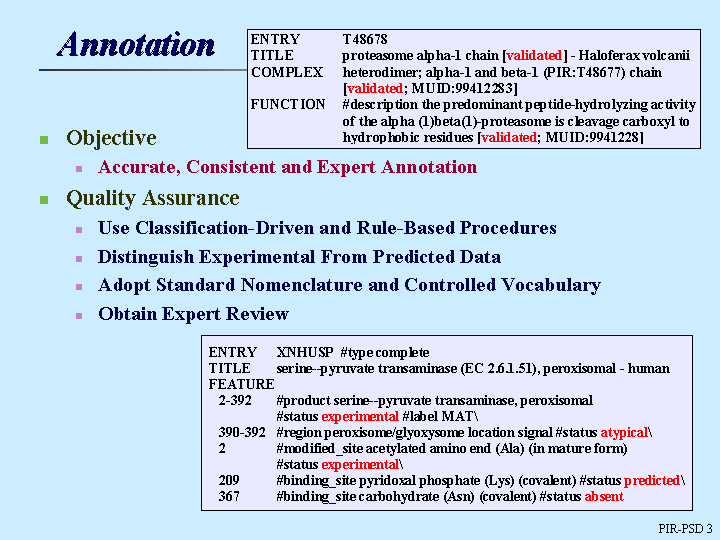 Annotation
ENTRY T48678
TITLE proteasome alpha-1 chain [validated] - Haloferax volcanii
COMPLEX heterodimer; alpha-1 and beta-1 (PIR:T48677) chain
[validated; MUID:99412283]
FUNCTION #description the predominant peptide-hydrolyzing activity
of the alpha (1)beta(1)-proteasome is cleavage carboxyl to
hydrophobic residues [validated; MUID:9941228]
Objective
Accurate, Consistent and Expert Annotation
Quality Assurance
Use Classification-Driven and Rule-Based Procedures
Distinguish Experimental From Predicted Data
Adopt Standard Nomenclature and Controlled Vocabulary
Obtain Expert Review
ENTRY XNHUSP #type complete
TITLE serine--pyruvate transaminase (EC 2.6.1.51), peroxisomal - human
FEATURE
2-392 #product serine--pyruvate transaminase, peroxisomal
#status experimental #label MAT\
390-392 #region peroxisome/glyoxysome location signal #status atypical\
2 #modified_site acetylated amino end (Ala) (in mature form)
#status experimental\
209 #binding_site pyridoxal phosphate (Lys) (covalent) #status predicted\
367 #binding_site carbohydrate (Asn) (covalent) #status absent
PIR-PSD 3